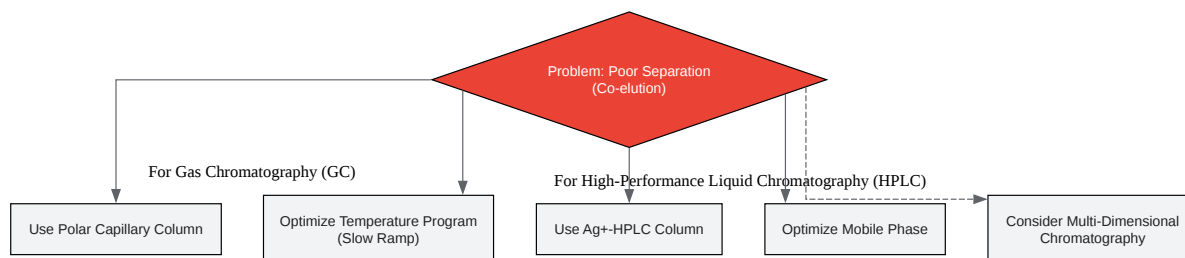 Problem: Poor Separation
(Co-elution)
For Gas Chromatography (GC)
For High-Performance Liquid Chromatography (HPLC)
Use Polar Capillary Column
Optimize Temperature Program
(Slow Ramp)
Use Ag+-HPLC Column
Optimize Mobile Phase
Consider Multi-Dimensional
Chromatography